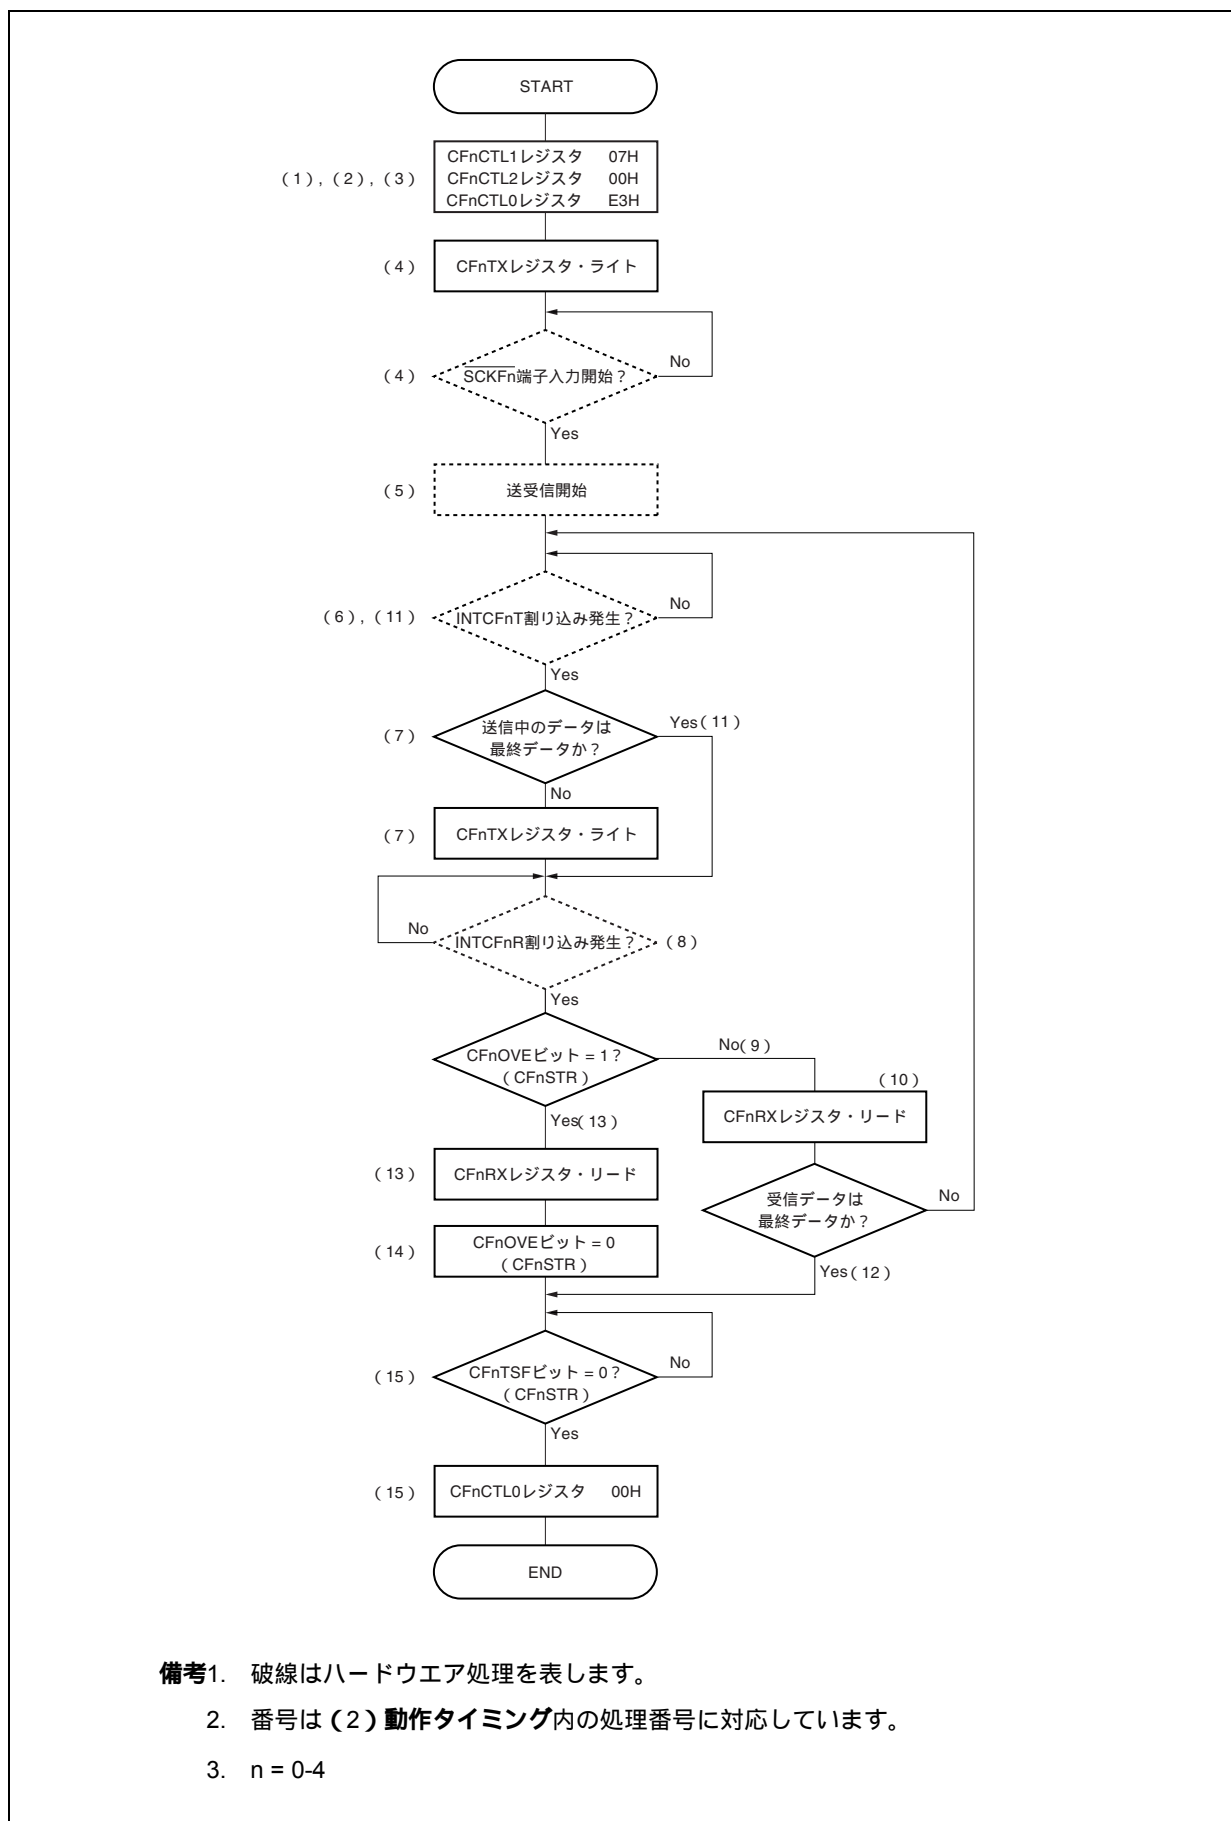 START
(1), (2), (3)
CFnCTL1レジスタ 07H
CFnCTL2レジスタ 00H
CFnCTL0レジスタ E3H
(4)
CFnTXレジスタ・ライト
(4)
SCKFn端子入力開始？
No
Yes
(5)
送受信開始
(6), (11)
INTCFnT割り込み発生？
No
Yes
(7)
送信中のデータは
最終データか？
Yes(11)
No
(7)
CFnTXレジスタ・ライト
No
INTCFnR割り込み発生？
(8)
Yes
CFnOVEビット = 1？
(CFnSTR)
No(9)
Yes(13)
(10)
CFnRXレジスタ・リード
(13)
CFnRXレジスタ・リード
受信データは
最終データか？
No
Yes(12)
(14)
CFnOVEビット = 0
(CFnSTR)
(15)
CFnTSFビット = 0？
(CFnSTR)
No
Yes
(15)
CFnCTL0レジスタ 00H
END
備考1. 破線はハードウエア処理を表します。
2. 番号は(2)動作タイミング内の処理番号に対応しています。
3. n = 0-4